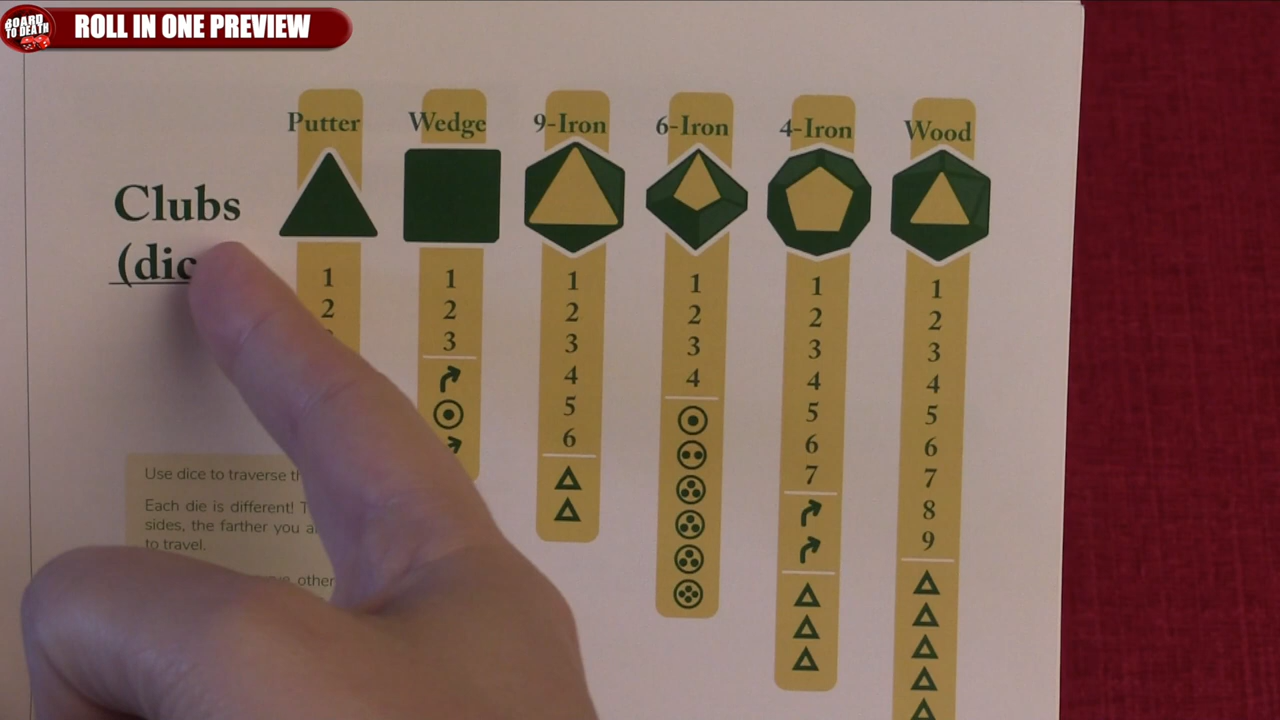 BOARD
TO DEATH
ROLL IN ONE PREVIEW
Putter
Wedge
9-Iron
6-Iron
4-Iron
Wood
Clubs
(dic
1
2
1
2
3
1
2
3
4
5
6
1
2
3
4
1
2
3
4
5
6
7
1
2
3
4
5
6
7
8
9
Use dice to traverse
Each die is different!
sides, the farther you
to travel.
other